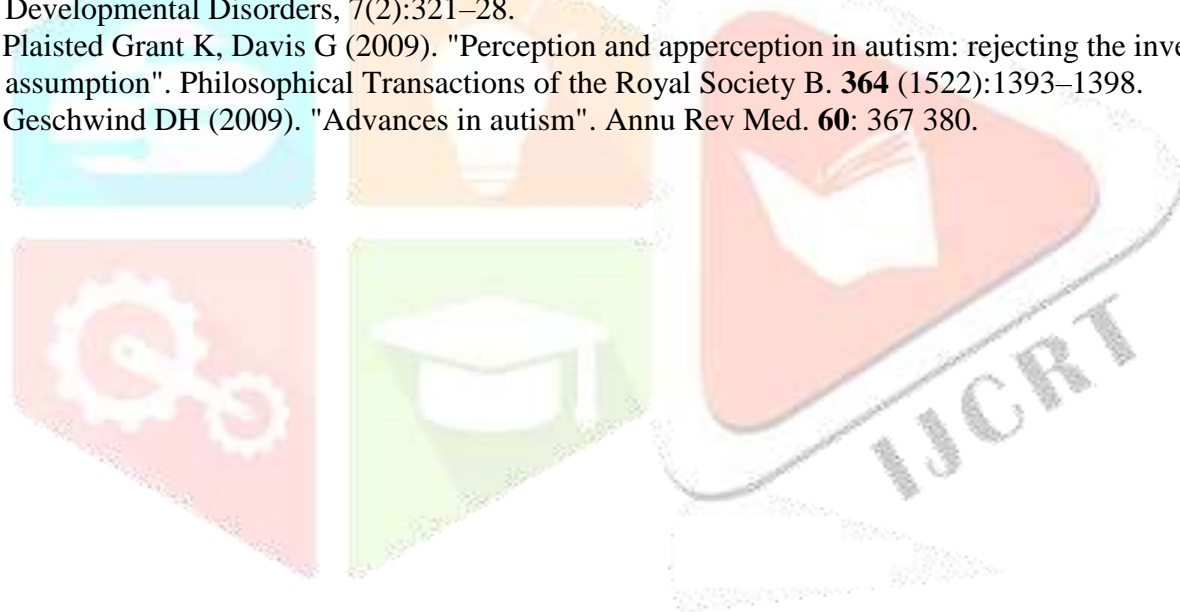 Developmental Disorders, 7(2):321–28.
Plaisted Grant K, Davis G (2009). "Perception and apperception in autism: rejecting the inve
assumption". Philosophical Transactions of the Royal Society B. 364 (1522):1393–1398.
Geschwind DH (2009). "Advances in autism". Annu Rev Med. 60: 367 380.
IJCRT